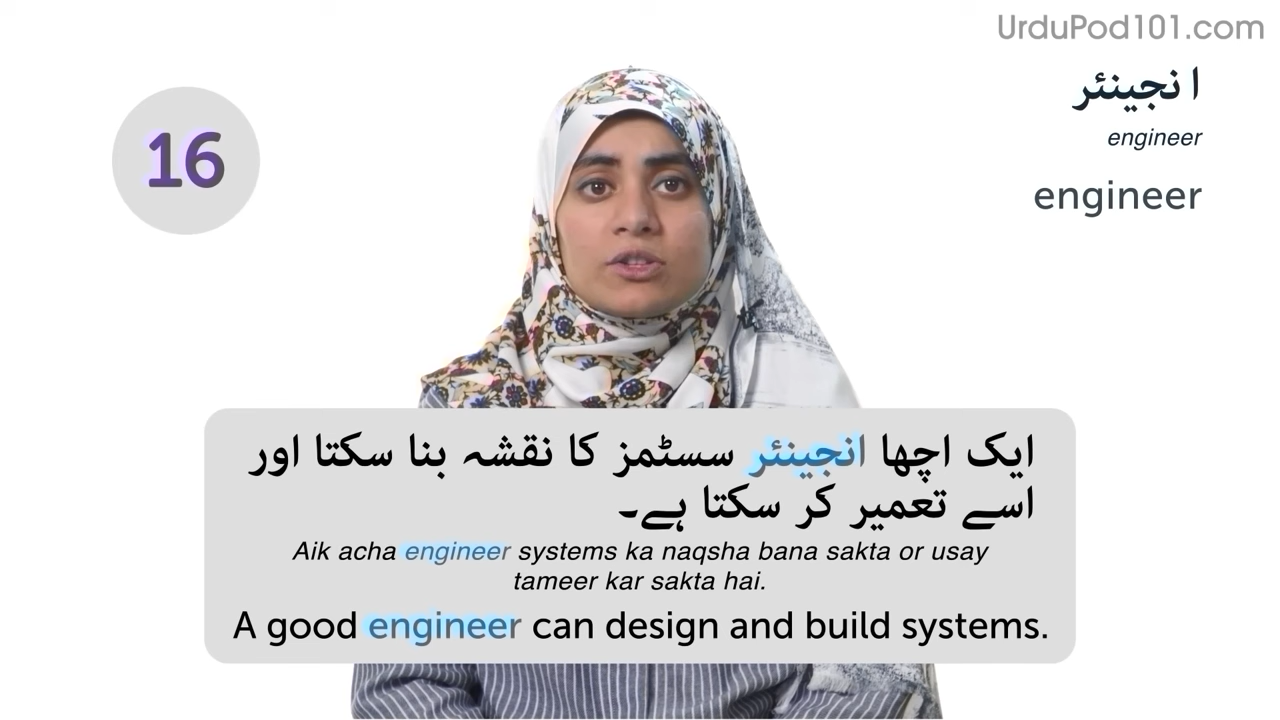 UrduPod101.com
16
انجینئر
engineer
engineer
ایک اچھا انجینئر سسٹمز کا نقشہ بنا سکتا اور
اسے تعمیر کر سکتا ہے۔
Aik acha engineer systems ka naqsha bana sakta or usay
tameer kar sakta hai.
A good engineer can design and build systems.